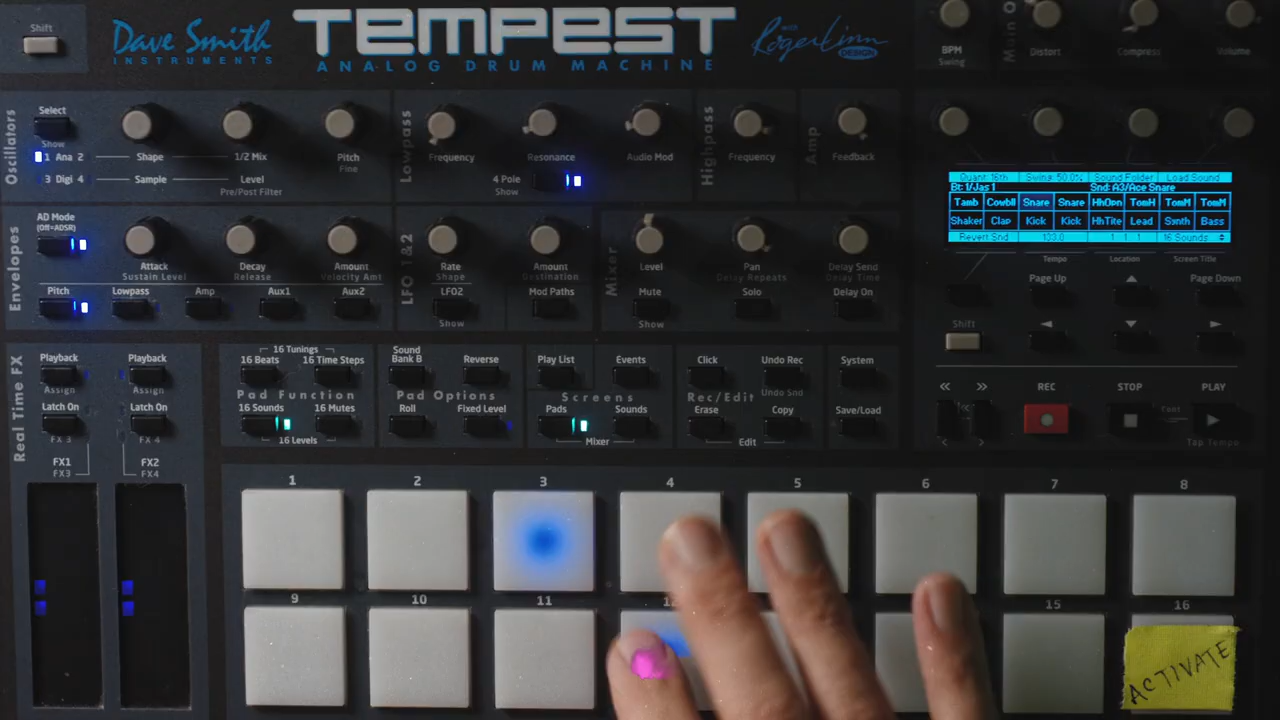 Shift
Dave Smith
INSTRUMENTS
TEMPEST
ANALOG DRUM MACHINE
WITH
Roger Linn
DESIGN
BPM
Swing
Main O
Distort
Compress
Volume
Oscillators
Select
Show
1 Ana 2
3 Digi 4
Shape
Sample
1/2 Mix
Level
Pre/Post Filter
Pitch
Fine
Lowpass
Frequency
Resonance
Audio Mod
4 Pole
Show
Highpass
Frequency
Amp
Feedback
Quant: 16th Swing: 50.0% Sound Folder Load Sound
Bt: 1/Jas 1 Snd: A3/Ace Snare
Tamb Cowbll Snare Snare HhOpn TomH TomM TomM
Shaker Clap Kick Kick HhTite Lead Synth Bass
Revert Snd 133.0 1 1 1 16 Sounds
Tempo Location Screen Title
Envelopes
AD Mode
(Off=ADSR)
Attack
Sustain Level
Decay
Release
Amount
Velocity Amt
Pitch
Lowpass
Amp
Aux1
Aux2
LFO 1&2
Rate
Shape
Amount
Destination
LFO2
Show
Mod Paths
Mixer
Level
Pan
Delay Repeats
Delay Send
Delay Time
Mute
Show
Solo
Delay On
Page Up
Page Down
Shift
Real Time FX
Playback
Assign
Playback
Assign
Latch On
FX 3
Latch On
FX 4
FX1
FX3
FX2
FX4
16 Tunings
16 Beats
16 Time Steps
Pad Function
16 Sounds
16 Mutes
16 Levels
Sound
Bank B
Reverse
Pad Options
Roll
Fixed Level
Play List
Events
Screens
Pads
Sounds
Mixer
Click
Undo Rec
Undo Snd
Rec/Edit
Erase
Copy
Edit
System
Save/Load
REC
STOP
PLAY
Tap Tempo
1 2 3 4 5 6 7 8
9 10 11 15 16
ACTIVATE